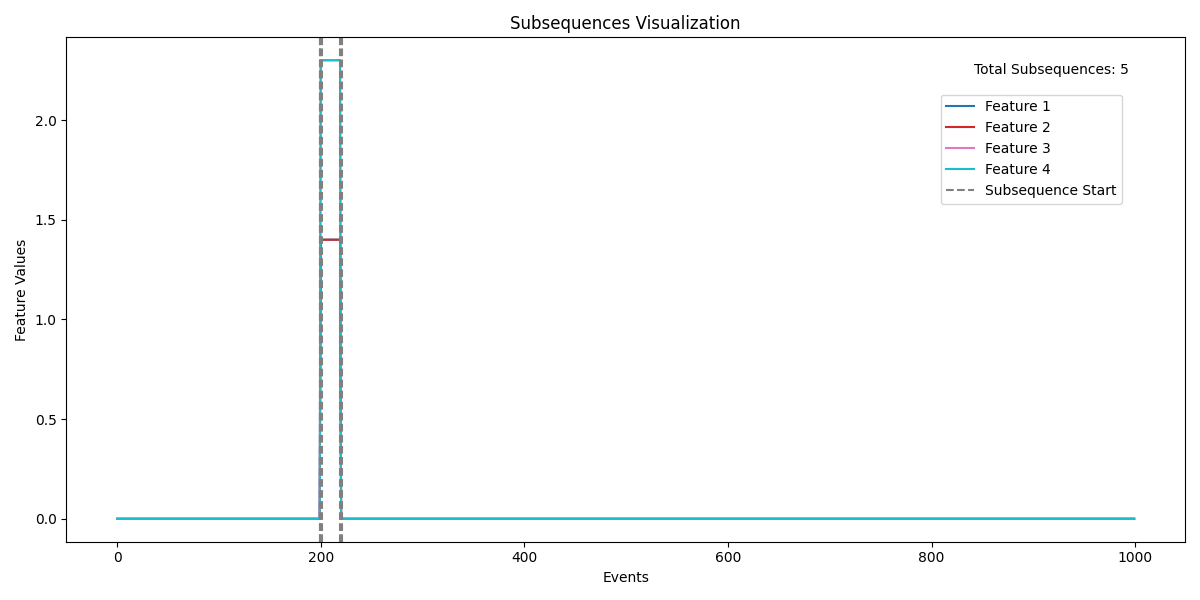 Subsequences Visualization
Total Subsequences: 5
Feature 1
Feature 2
Feature 3
Feature 4
Subsequence Start
Feature Values
2.0
1.5
1.0
0.5
0.0
0
200
400
600
800
1000
Events